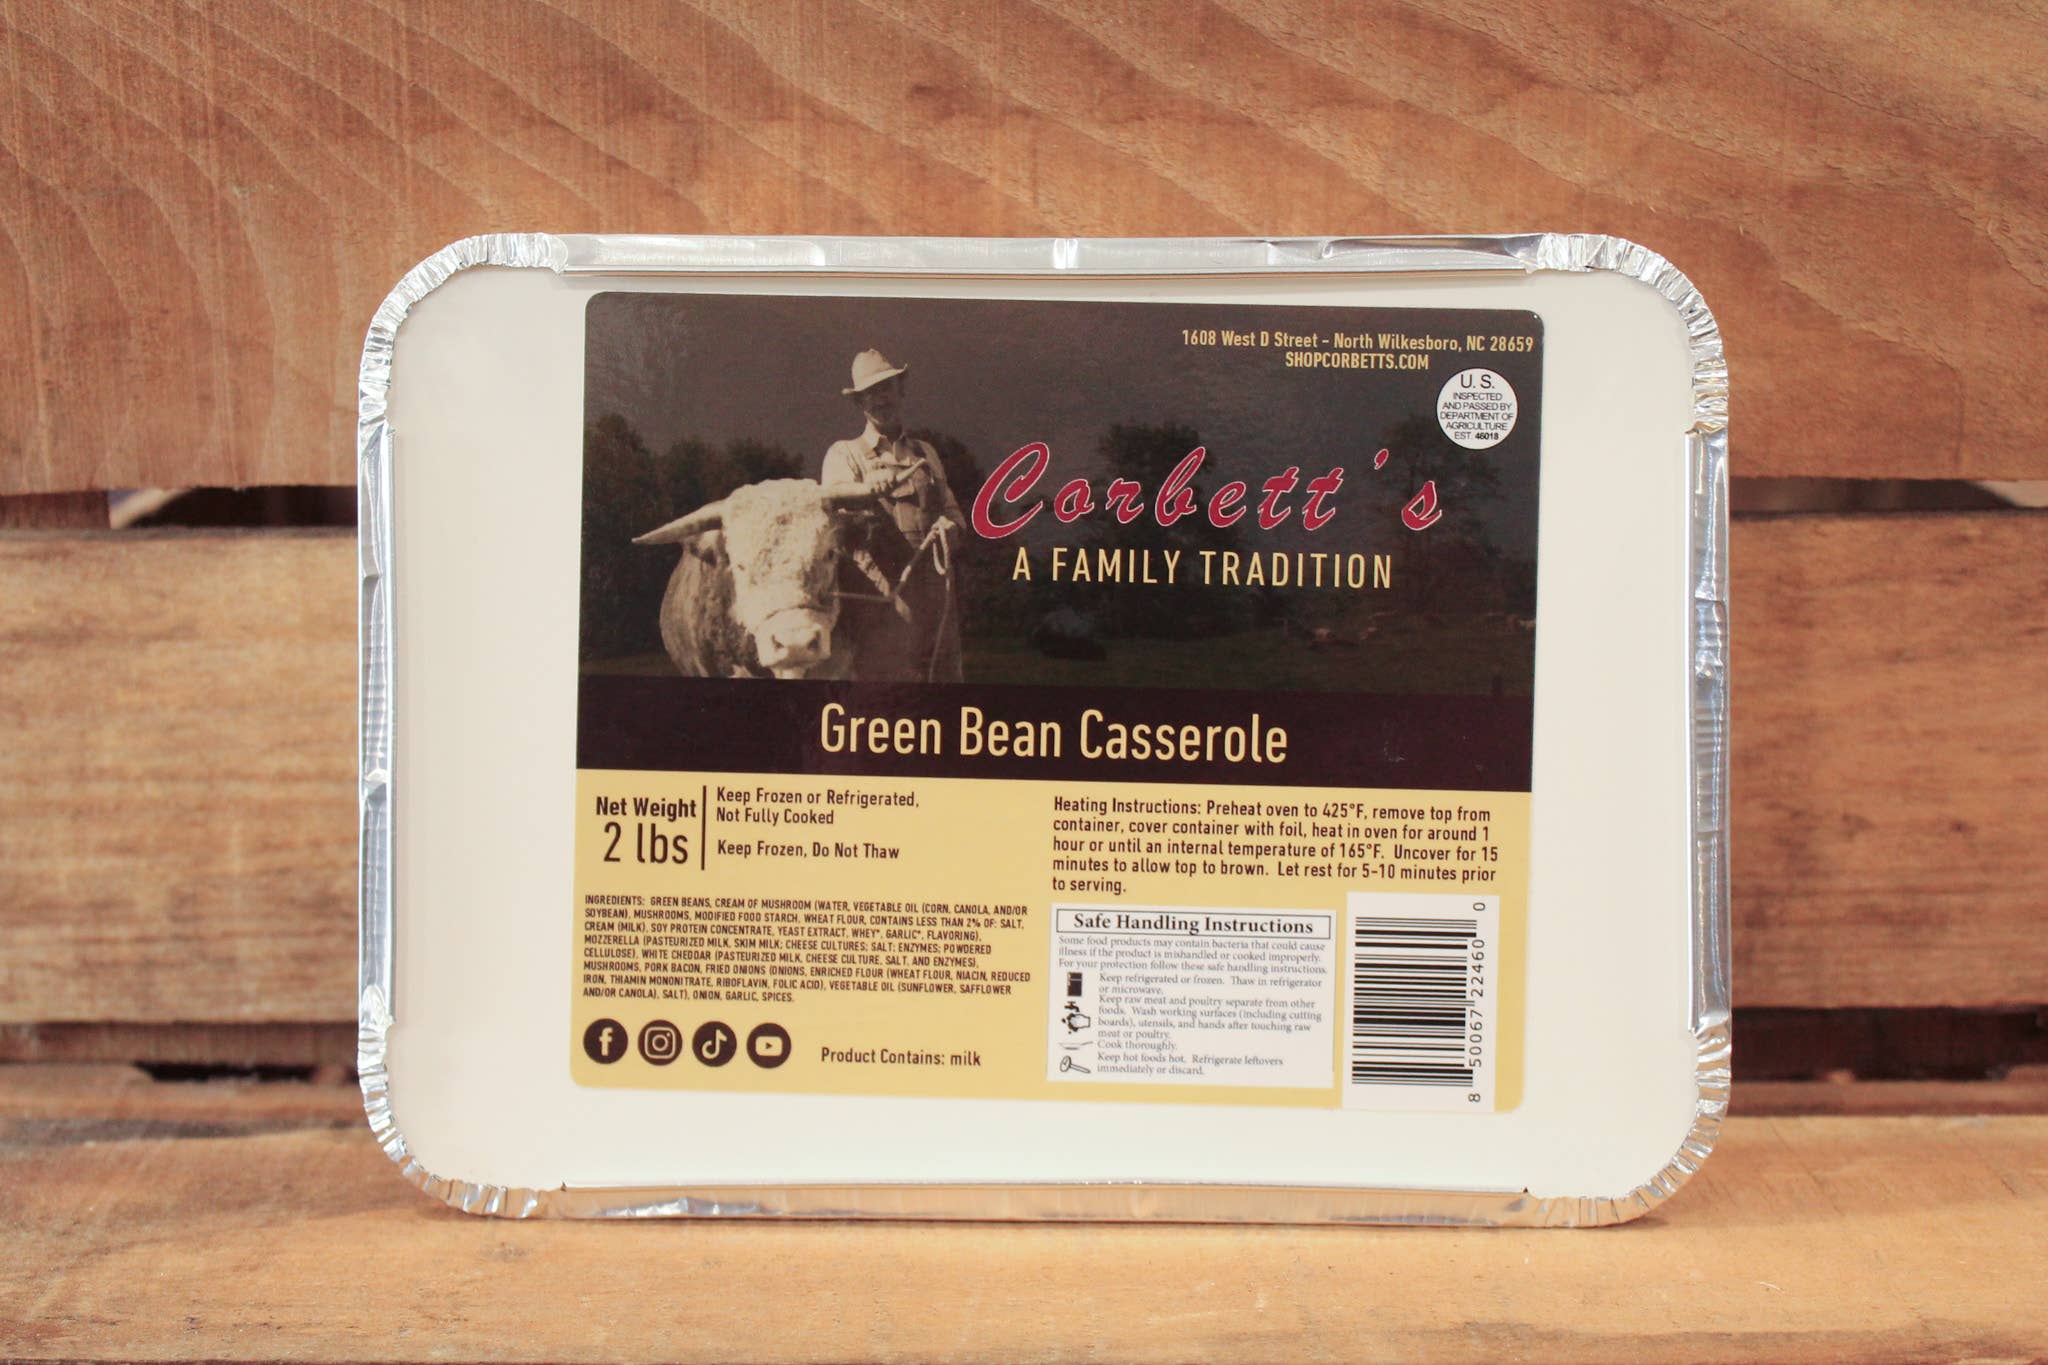 1608 West D Street - North Wilkesboro, NC 28659
SHOPCORBETTS.COM
U. S.
INSPECTED
AND PASSED BY
DEPARTMENT OF
AGRICULTURE
EST. 46018
Corbett's
A FAMILY TRADITION
Green Bean Casserole
Net Weight
2 lbs
Keep Frozen or Refrigerated,
Not Fully Cooked
Keep Frozen, Do Not Thaw
Heating Instructions: Preheat oven to 425°F, remove top from
container, cover container with foil, heat in oven for around 1
hour or until an internal temperature of 165°F. Uncover for 15
minutes to allow top to brown. Let rest for 5-10 minutes prior
to serving.
INGREDIENTS: GREEN BEANS, CREAM OF MUSHROOM (WATER, VEGETABLE OIL (CORN, CANOLA, AND/OR
SOYBEAN), MUSHROOMS, MODIFIED FOOD STARCH, WHEAT FLOUR, CONTAINS LESS THAN 2% OF: SALT,
CREAM (MILK), SOY PROTEIN CONCENTRATE, YEAST EXTRACT, WHEY*, GARLIC*, FLAVORING),
MOZZERELLA (PASTEURIZED MILK, SKIM MILK; CHEESE CULTURES; SALT; ENZYMES; POWDERED
CELLULOSE), WHITE CHEDDAR (PASTEURIZED MILK, CHEESE CULTURE, SALT, AND ENZYMES),
MUSHROOMS, PORK BACON, FRIED ONIONS (ONIONS, ENRICHED FLOUR (WHEAT FLOUR, NIACIN, REDUCED
IRON, THIAMIN MONONITRATE, RIBOFLAVIN, FOLIC ACID), VEGETABLE OIL (SUNFLOWER, SAFFLOWER
AND/OR CANOLA), SALT), ONION, GARLIC, SPICES.
Product Contains: milk
Safe Handling Instructions
Some food products may contain bacteria that could cause
illness if the product is mishandled or cooked improperly.
For your protection follow these safe handling instructions.
Keep refrigerated or frozen. Thaw in refrigerator
or microwave.
Keep raw meat and poultry separate from other
foods. Wash working surfaces (including cutting
boards), utensils, and hands after touching raw
meat or poultry.
Cook thoroughly.
Keep hot foods hot. Refrigerate leftovers
immediately or discard.
8 50067 22460 0